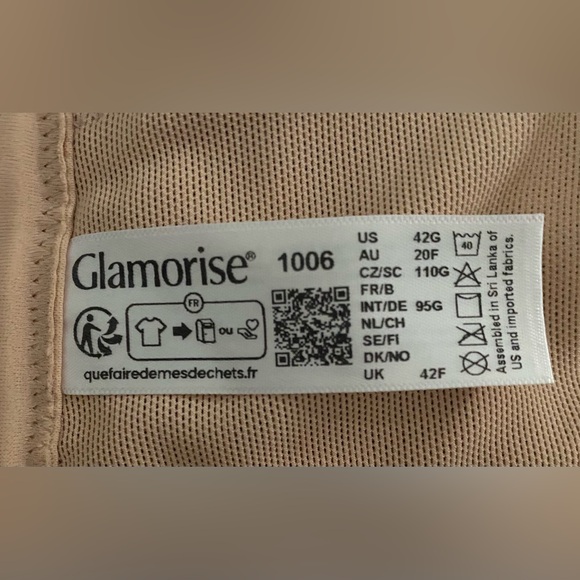 Glamorise® 1006
FR
ou
quefairedemesdechets.fr
US 42G
AU 20F
CZ/SC 110G
FR/B
INT/DE 95G
NL/CH
SE/FI
DK/NO
UK 42F
40
Assembled in Sri Lanka of
US and imported fabrics.